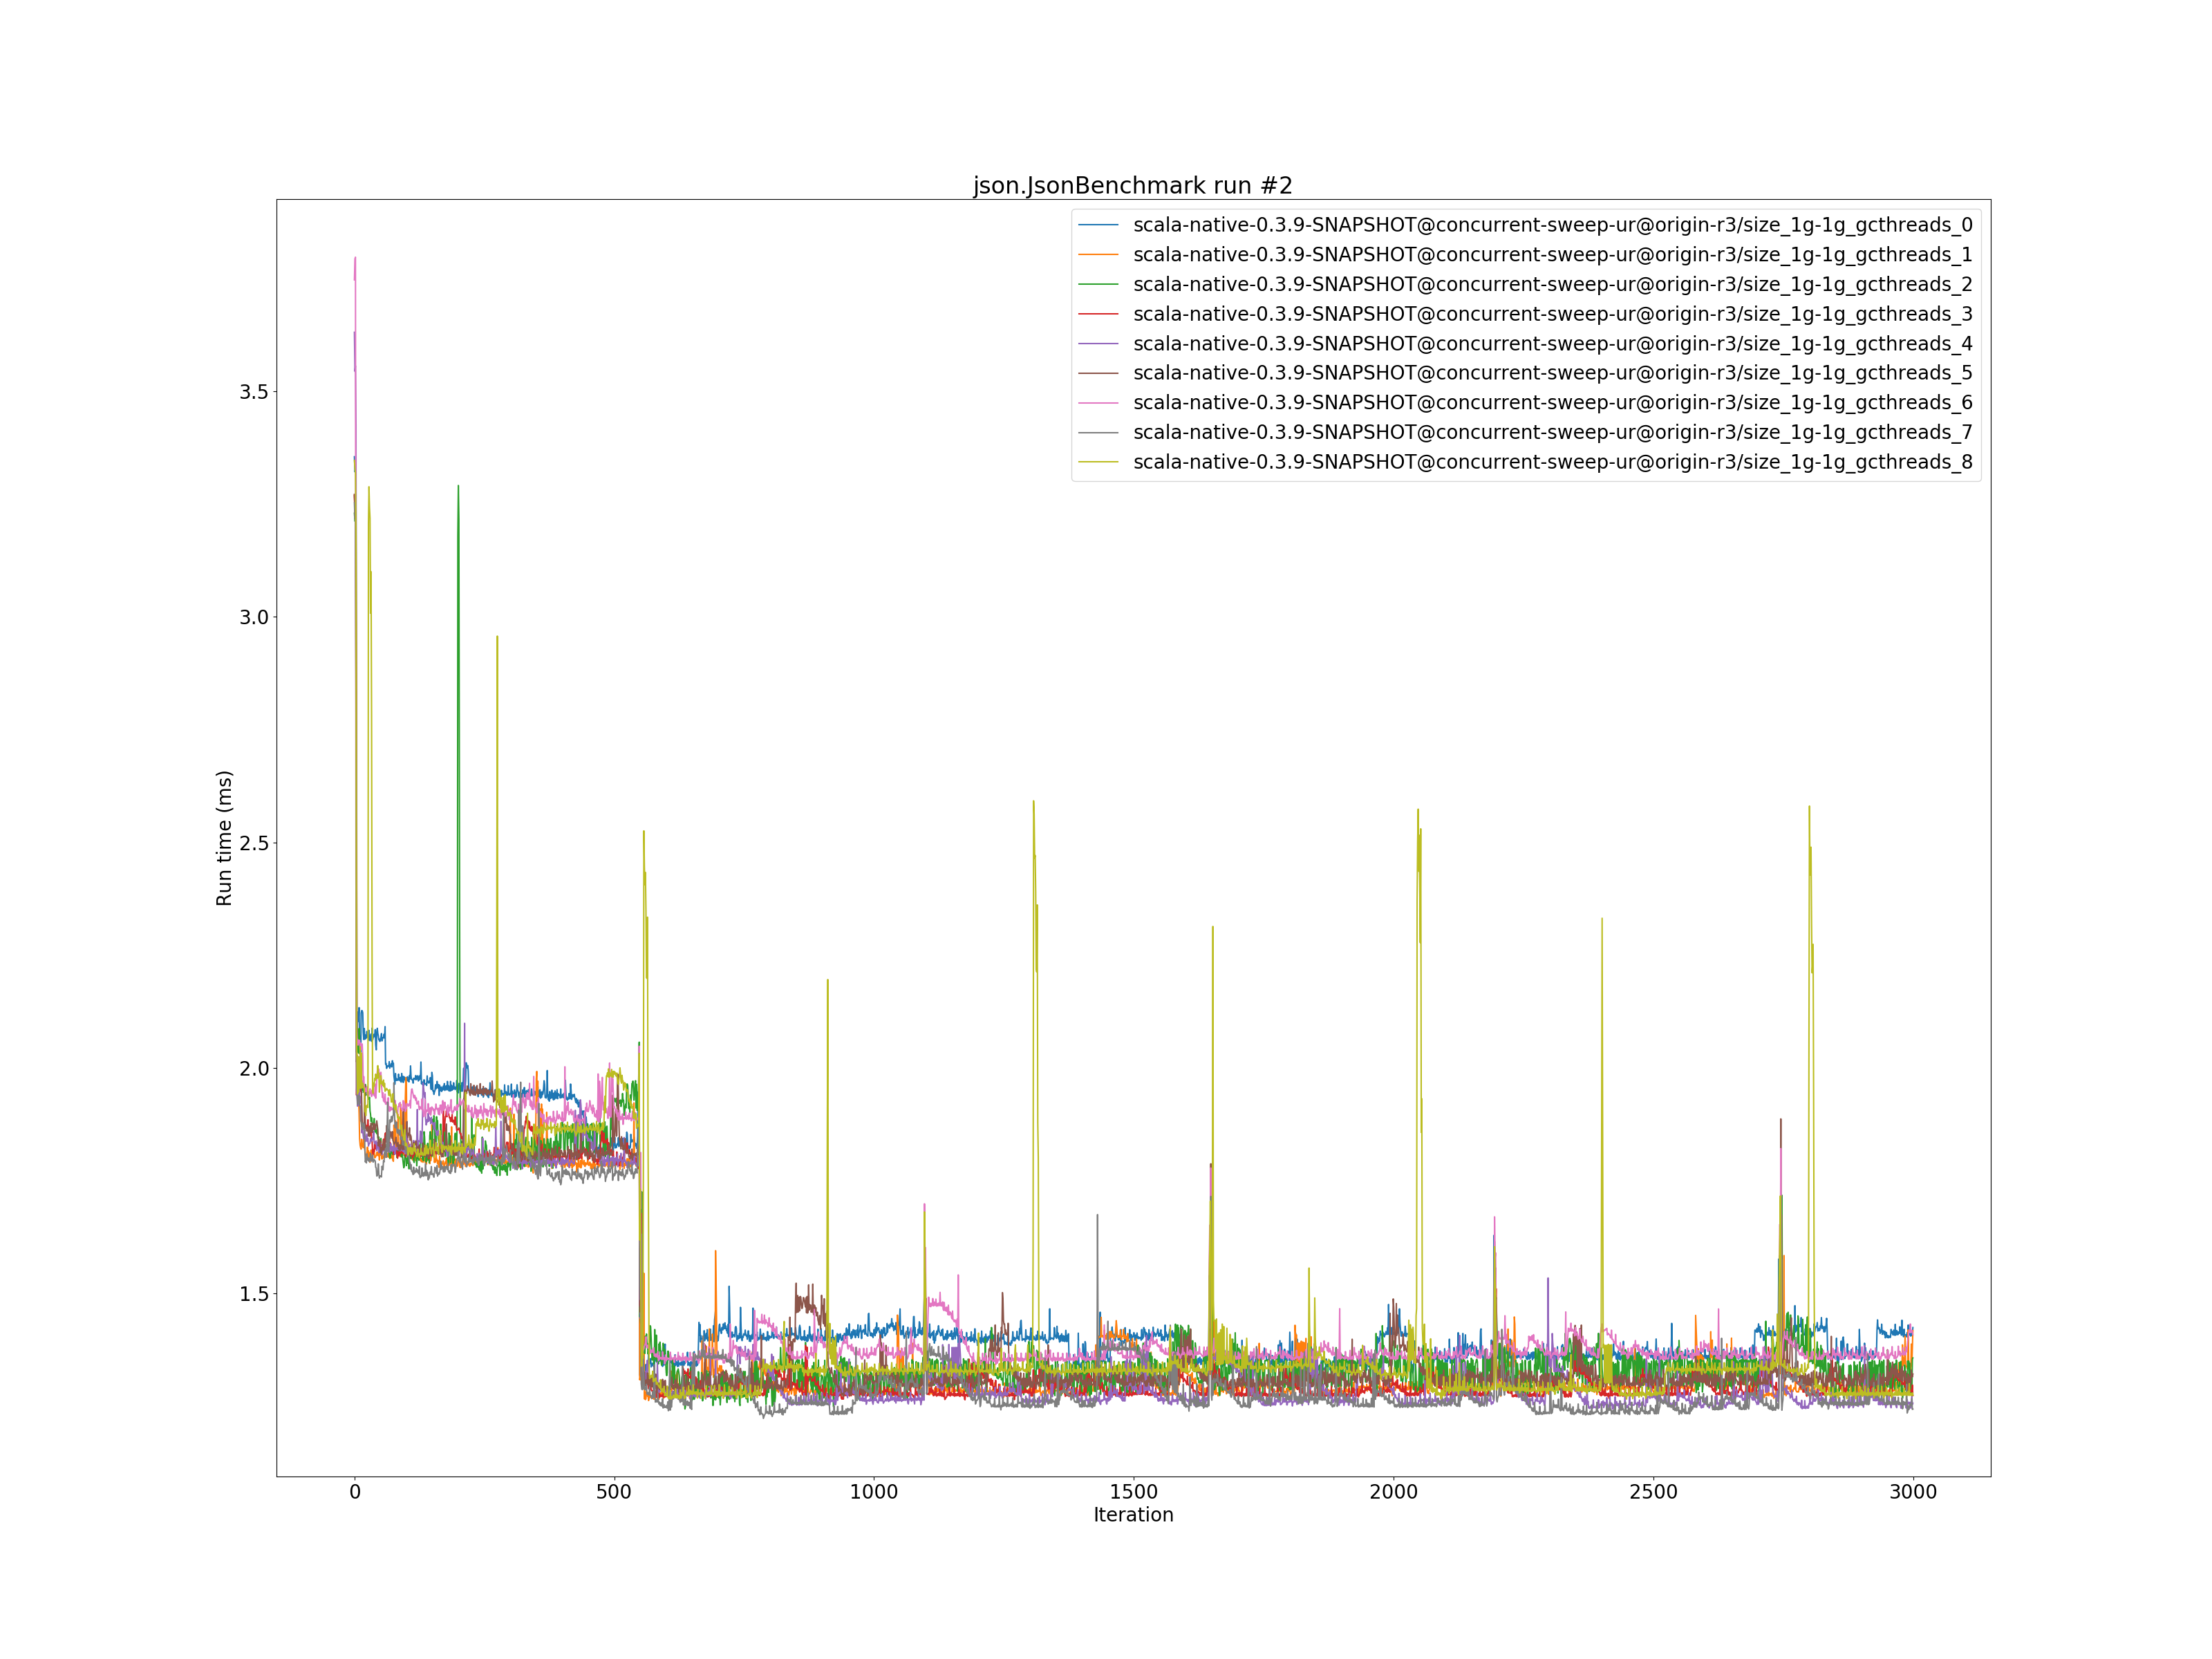 json.JsonBenchmark run #2
scala-native-0.3.9-SNAPSHOT@concurrent-sweep-ur@origin-r3/size_1g-1g_gcthreads_0
scala-native-0.3.9-SNAPSHOT@concurrent-sweep-ur@origin-r3/size_1g-1g_gcthreads_1
scala-native-0.3.9-SNAPSHOT@concurrent-sweep-ur@origin-r3/size_1g-1g_gcthreads_2
scala-native-0.3.9-SNAPSHOT@concurrent-sweep-ur@origin-r3/size_1g-1g_gcthreads_3
scala-native-0.3.9-SNAPSHOT@concurrent-sweep-ur@origin-r3/size_1g-1g_gcthreads_4
scala-native-0.3.9-SNAPSHOT@concurrent-sweep-ur@origin-r3/size_1g-1g_gcthreads_5
scala-native-0.3.9-SNAPSHOT@concurrent-sweep-ur@origin-r3/size_1g-1g_gcthreads_6
scala-native-0.3.9-SNAPSHOT@concurrent-sweep-ur@origin-r3/size_1g-1g_gcthreads_7
scala-native-0.3.9-SNAPSHOT@concurrent-sweep-ur@origin-r3/size_1g-1g_gcthreads_8
Run time (ms)
3.5
3.0
2.5
2.0
1.5
0 500 1000 1500 2000 2500 3000
Iteration